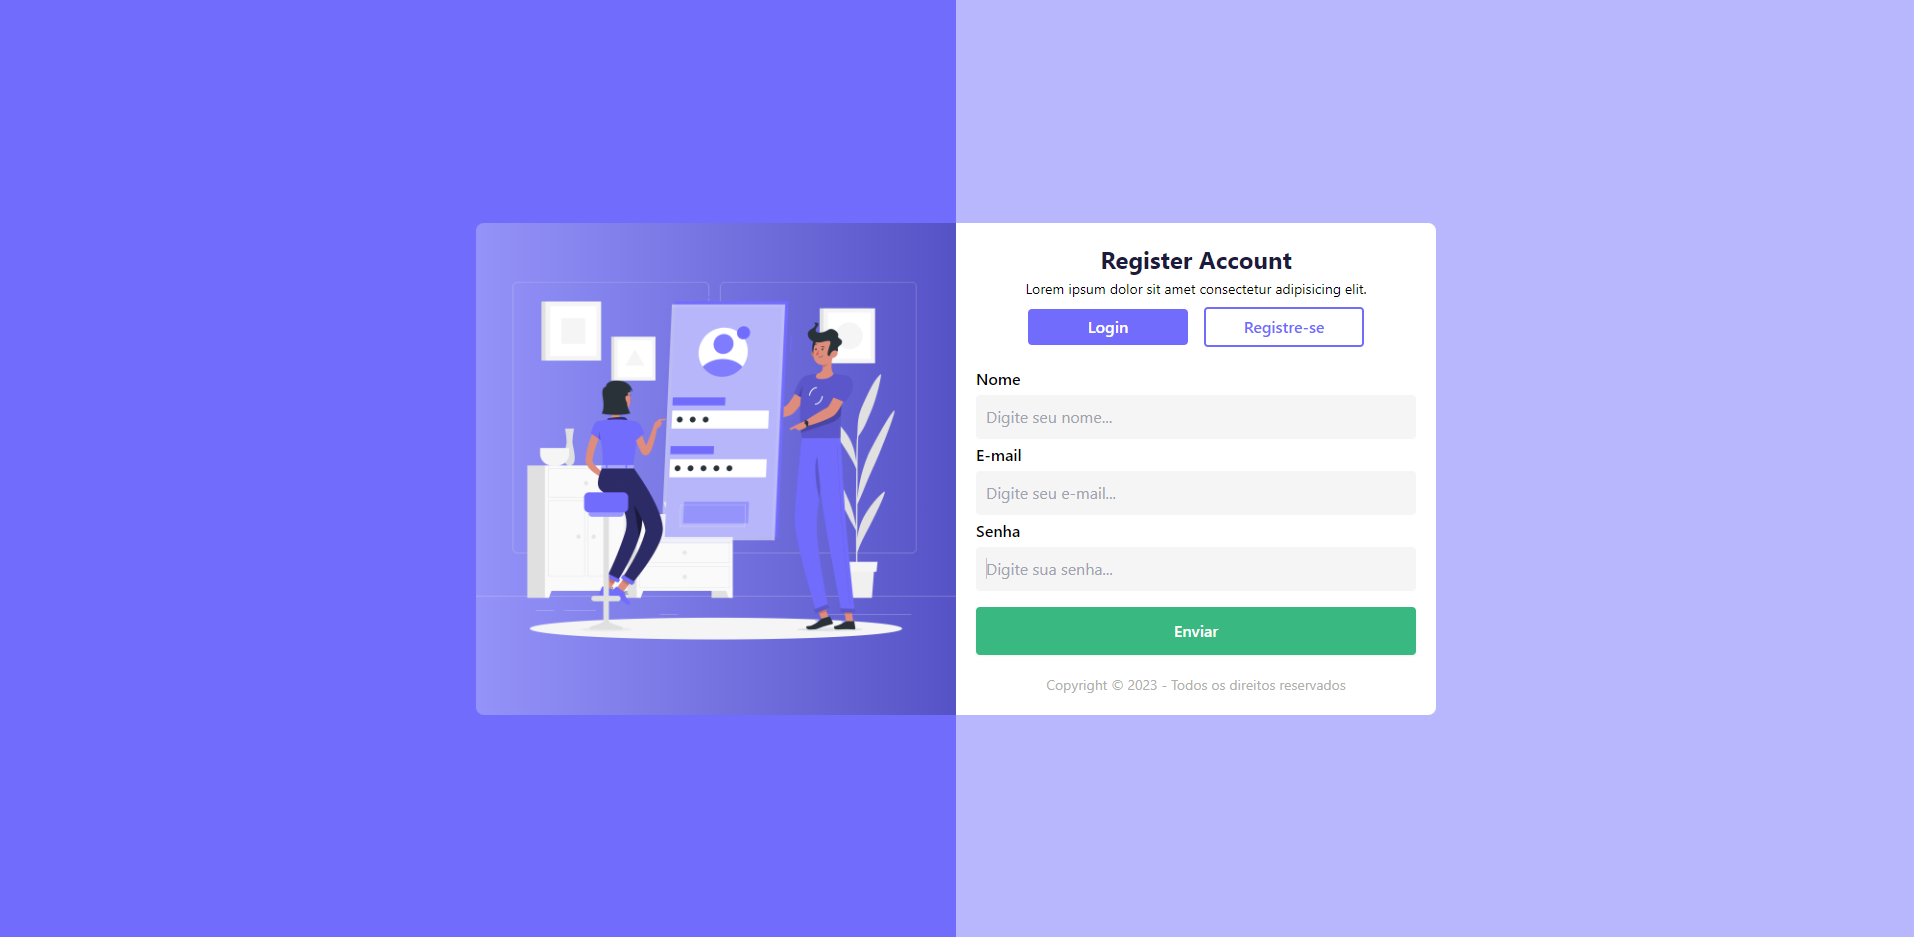 Register Account
Lorem ipsum dolor sit amet consectetur adipisicing elit.
Login
Registre-se
Nome
Digite seu nome...
E-mail
Digite seu e-mail...
Senha
Digite sua senha...
Enviar
Copyright © 2023 - Todos os direitos reservados